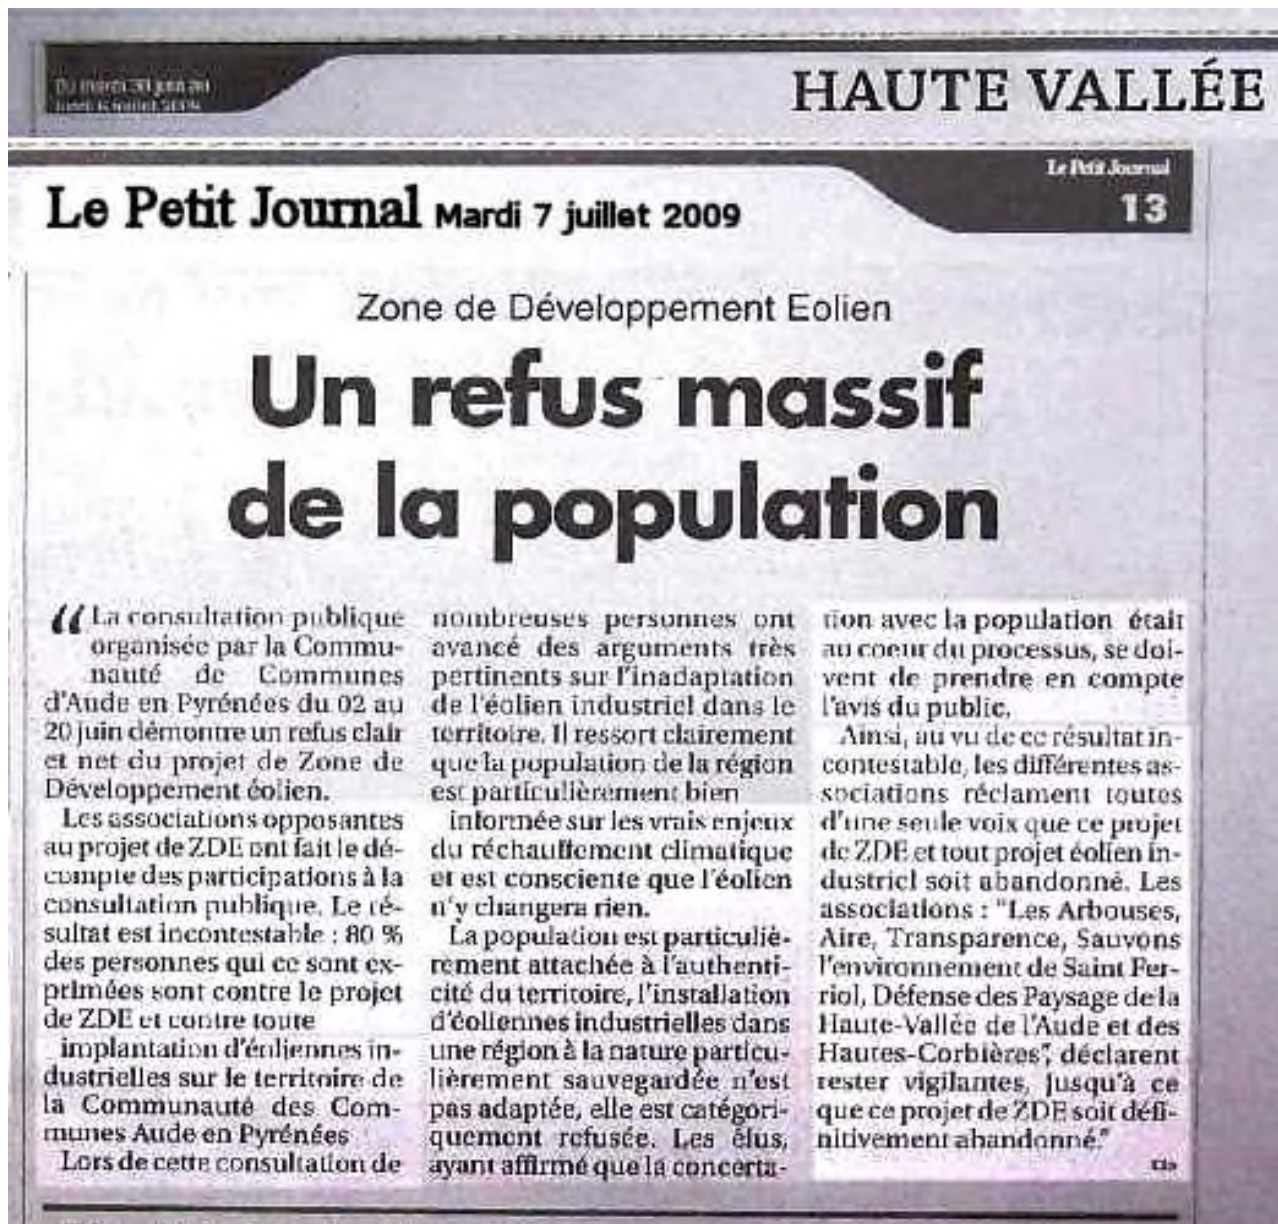 Du mardi 30 juin au
HAUTE VALLÉE
Le Petit Journal
13
Le Petit Journal Mardi 7 juillet 2009
Zone de Développement Eolien
Un refus massif
de la population
“La consultation publique
organisée par la Commu-
nauté de Communes
d'Aude en Pyrénées du 02 au
20 juin démontre un refus clair
et net du projet de Zone de
Développement éolien.
Les associations opposantes
au projet de ZDE ont fait le dé-
compte des participations à la
consultation publique. Le ré-
sultat est incontestable : 80 %
des personnes qui ce sont ex-
primées sont contre le projet
de ZDE et contre toute
implantation d'éoliennes in-
dustrielles sur le territoire de
la Communauté des Com-
munes Aude en Pyrénées
Lors de cette consultation de
nombreuses personnes ont
avancé des arguments très
pertinents sur l'inadaptation
de l'éolien industriel dans le
territoire. Il ressort clairement
que la population de la région
est particulièrement bien
informée sur les vrais enjeux
du réchauffement climatique
et est consciente que l'éolien
n'y changera rien.
La population est particuliè-
rement attachée à l'authenti-
cité du territoire, l'installation
d'éoliennes industrielles dans
une région à la nature particu-
lièrement sauvegardée n'est
pas adaptée, elle est catégori-
quement refusée. Les élus,
ayant affirmé que la concerta-
tion avec la population était
au coeur du processus, se doi-
vent de prendre en compte
l'avis du public.
Ainsi, au vu de ce résultat in-
contestable, les différentes as-
sociations réclament toutes
d'une seule voix que ce projet
de ZDE et tout projet éolien in-
dustriel soit abandonné. Les
associations : "Les Arbouses,
Aire, Transparence, Sauvons
l'environnement de Saint Fer-
riol, Défense des Paysage de la
Haute-Vallée de l'Aude et des
Hautes-Corbières", déclarent
rester vigilantes, jusqu'à ce
que ce projet de ZDE soit défi-
nitivement abandonné."